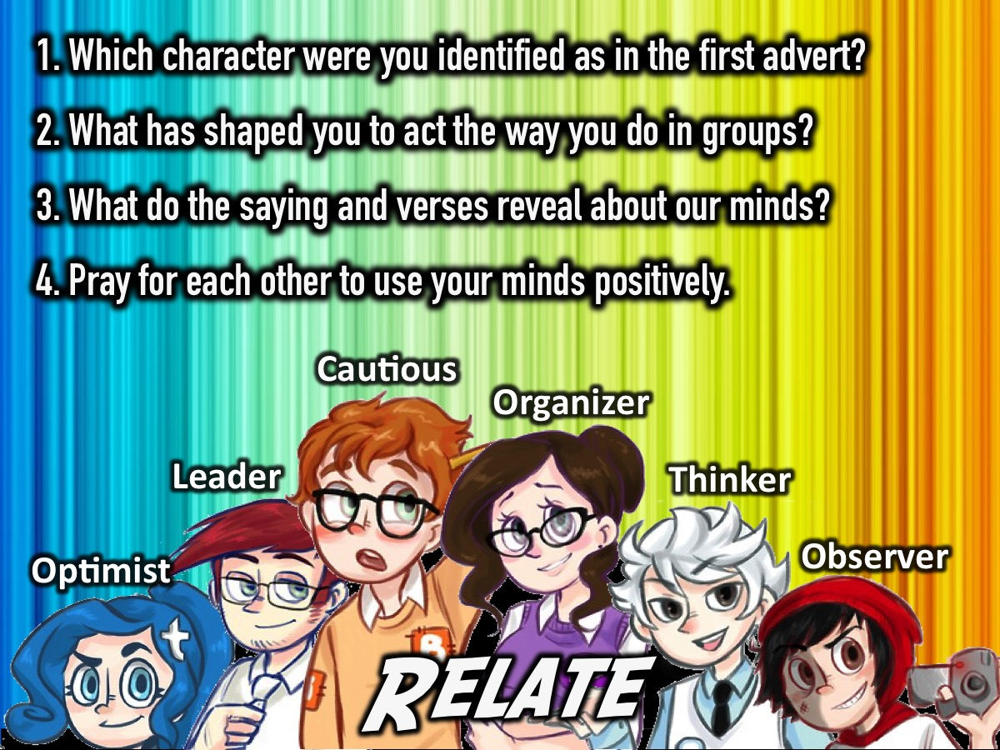 1. Which character were you identified as in the first advert?
2. What has shaped you to act the way you do in groups?
3. What do the saying and verses reveal about our minds?
4. Pray for each other to use your minds positively.
Cautious
Organizer
Leader
Thinker
Optimist
Observer
B
B
RELATE